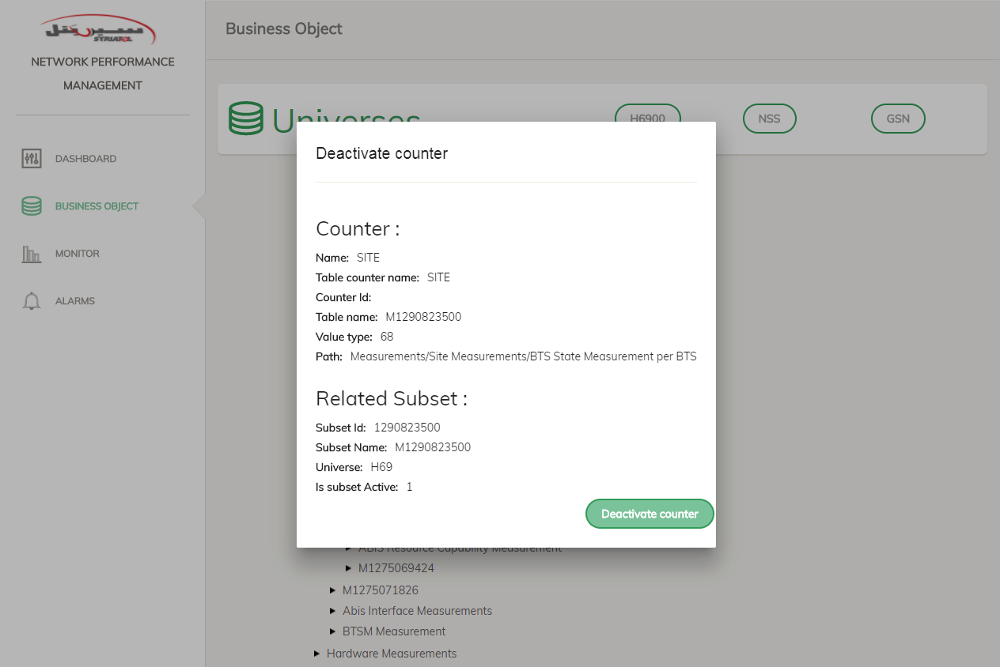 سيريتل
SYRIATEL
NETWORK PERFORMANCE
MANAGEMENT
DASHBOARD
BUSINESS OBJECT
MONITOR
ALARMS
Business Object
Universes
H6900
NSS
GSN
Deactivate counter
Counter :
Name: SITE
Table counter name: SITE
Counter Id:
Table name: M1290823500
Value type: 68
Path: Measurements/Site Measurements/BTS State Measurement per BTS
Related Subset :
Subset Id: 1290823500
Subset Name: M1290823500
Universe: H69
Is subset Active: 1
Deactivate counter
ABIS Resource Capability Measurement
M1275069424
M1275071826
Abis Interface Measurements
BTSM Measurement
Hardware Measurements